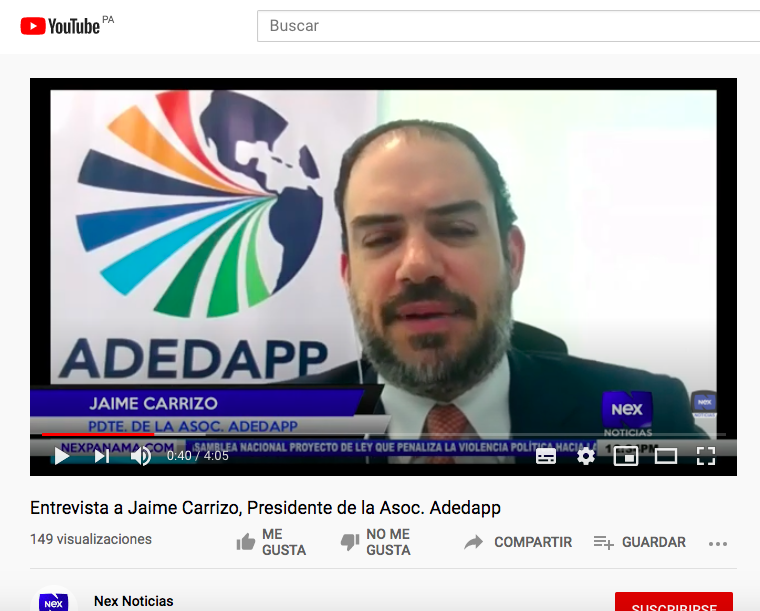 YouTube PA
Buscar
ADEDAPP
JAIME CARRIZO
PDTE. DE LA ASOC. ADEDAPP
nex
NOTICIAS
nex
NEXPANAMA.COM
SAMBLEA NACIONAL PROYECTO DE LEY QUE PENALIZA LA VIOLENCIA POLÍTICA HACIA LA
0:40 / 4:05
Entrevista a Jaime Carrizo, Presidente de la Asoc. Adedapp
149 visualizaciones
ME GUSTA
NO ME GUSTA
COMPARTIR
GUARDAR
nex
Nex Noticias
SUSCRIBIRSE